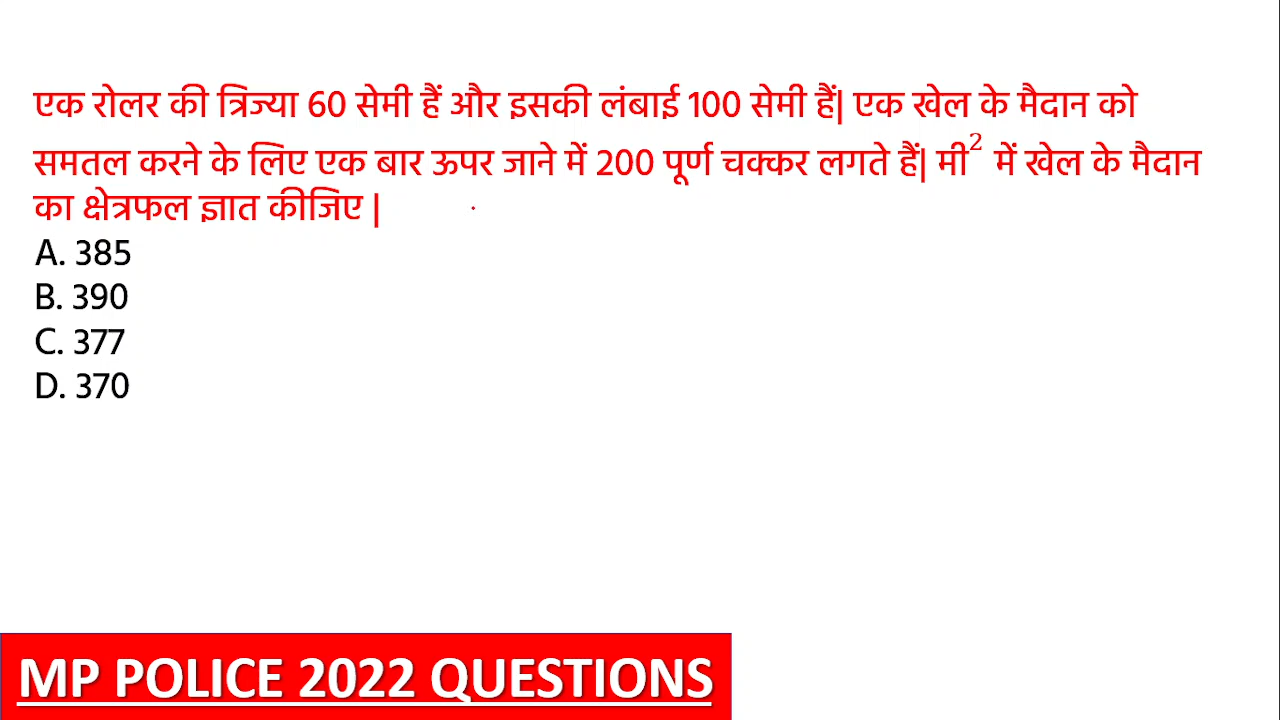 एक रोलर की त्रिज्या 60 सेमी हैं और इसकी लंबाई 100 सेमी हैं| एक खेल के मैदान को
समतल करने के लिए एक बार ऊपर जाने में 200 पूर्ण चक्कर लगते हैं| मी² में खेल के मैदान
का क्षेत्रफल ज्ञात कीजिए |
A. 385
B. 390
C. 377
D. 370
MP POLICE 2022 QUESTIONS